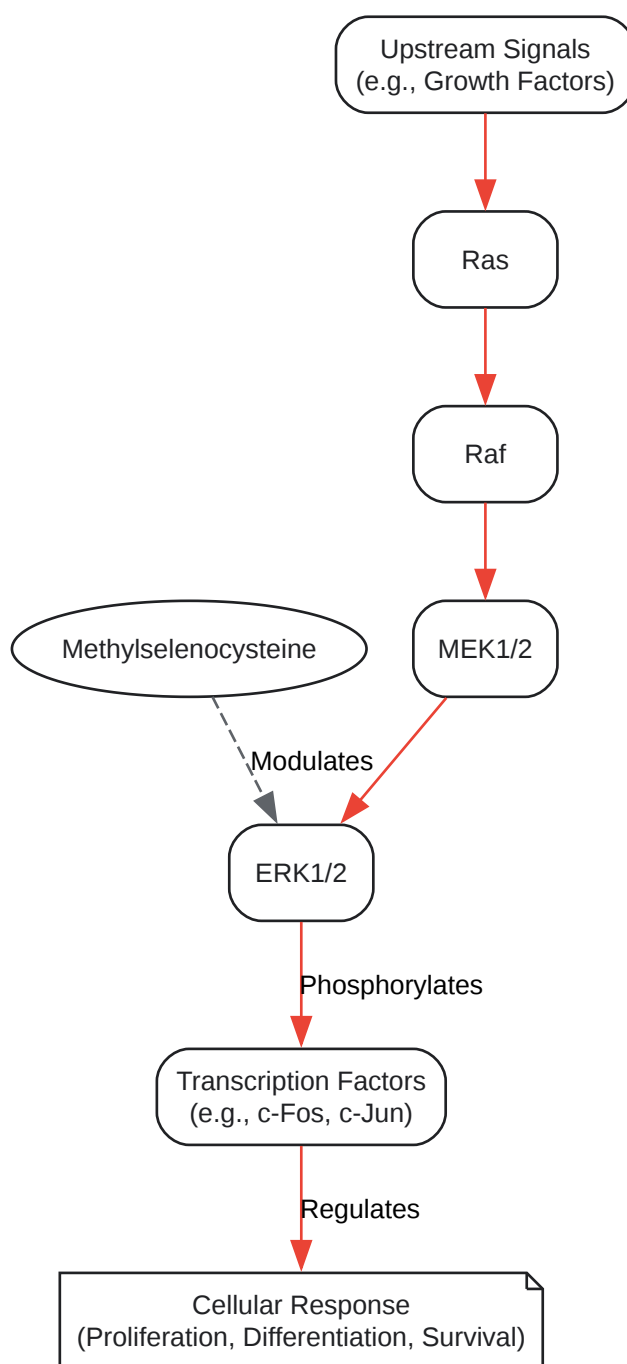 Upstream Signals
(e.g., Growth Factors)
Ras
Raf
Methylselenocysteine
MEK1/2
Modulates
ERK1/2
Phosphorylates
Transcription Factors
(e.g., c-Fos, c-Jun)
Regulates
Cellular Response
(Proliferation, Differentiation, Survival)